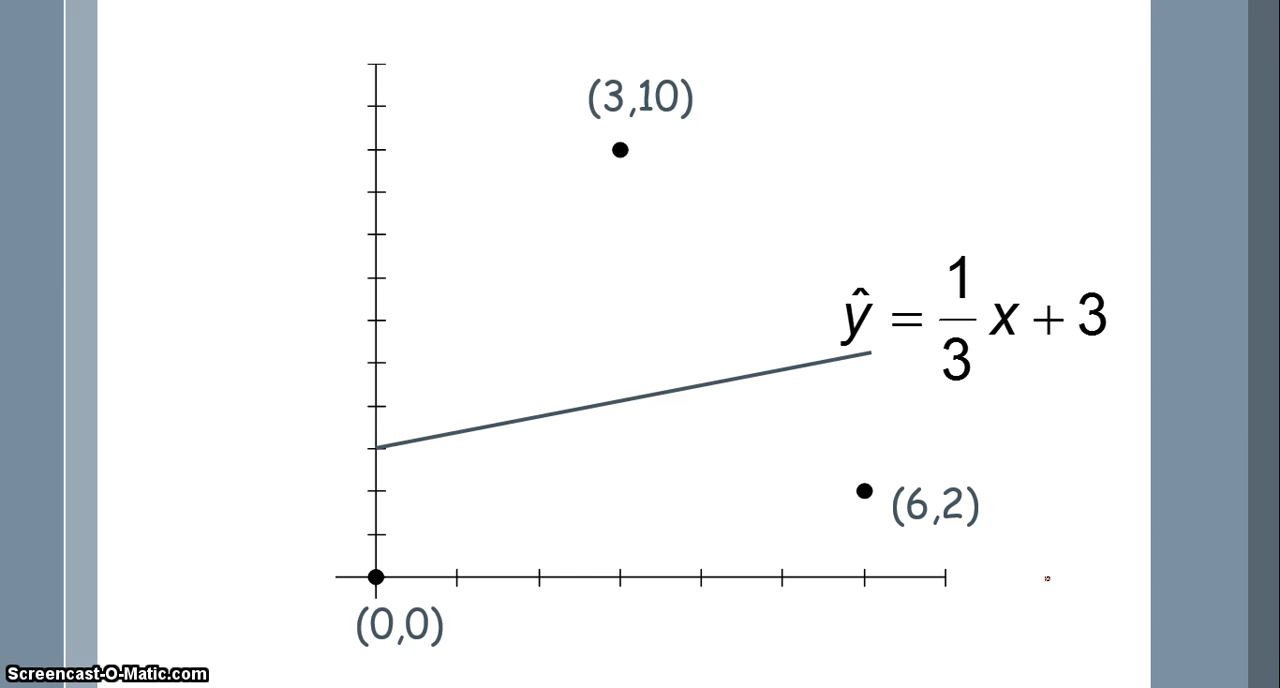 (3,10)
ŷ = 1/3 x + 3
(6,2)
(0,0)
Screencast-O-Matic.com